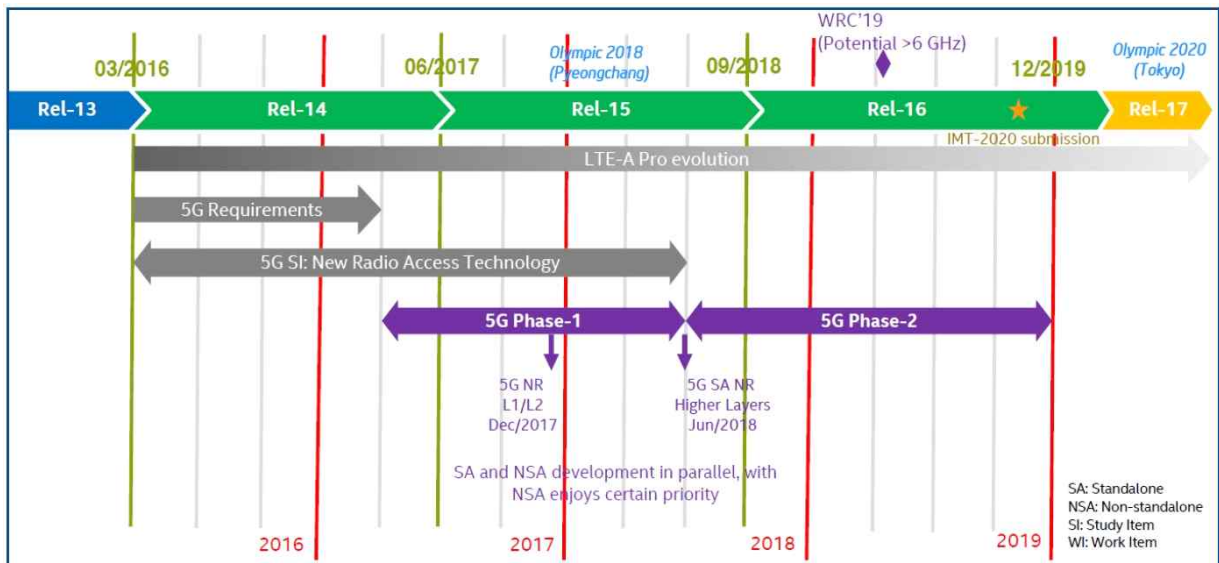 WRC'19
(Potential >6 GHz)
Olympic 2018
(Pyeongchang)
Olympic 2020
(Tokyo)
03/2016
06/2017
09/2018
12/2019
Rel-13
Rel-14
Rel-15
Rel-16
Rel-17
IMT-2020 submission
LTE-A Pro evolution
5G Requirements
5G SI: New Radio Access Technology
5G Phase-1
5G Phase-2
5G NR
L1/L2
Dec/2017
5G SA NR
Higher Layers
Jun/2018
SA and NSA development in parallel, with
NSA enjoys certain priority
SA: Standalone
NSA: Non-standalone
SI: Study Item
WI: Work Item
2016
2017
2018
2019